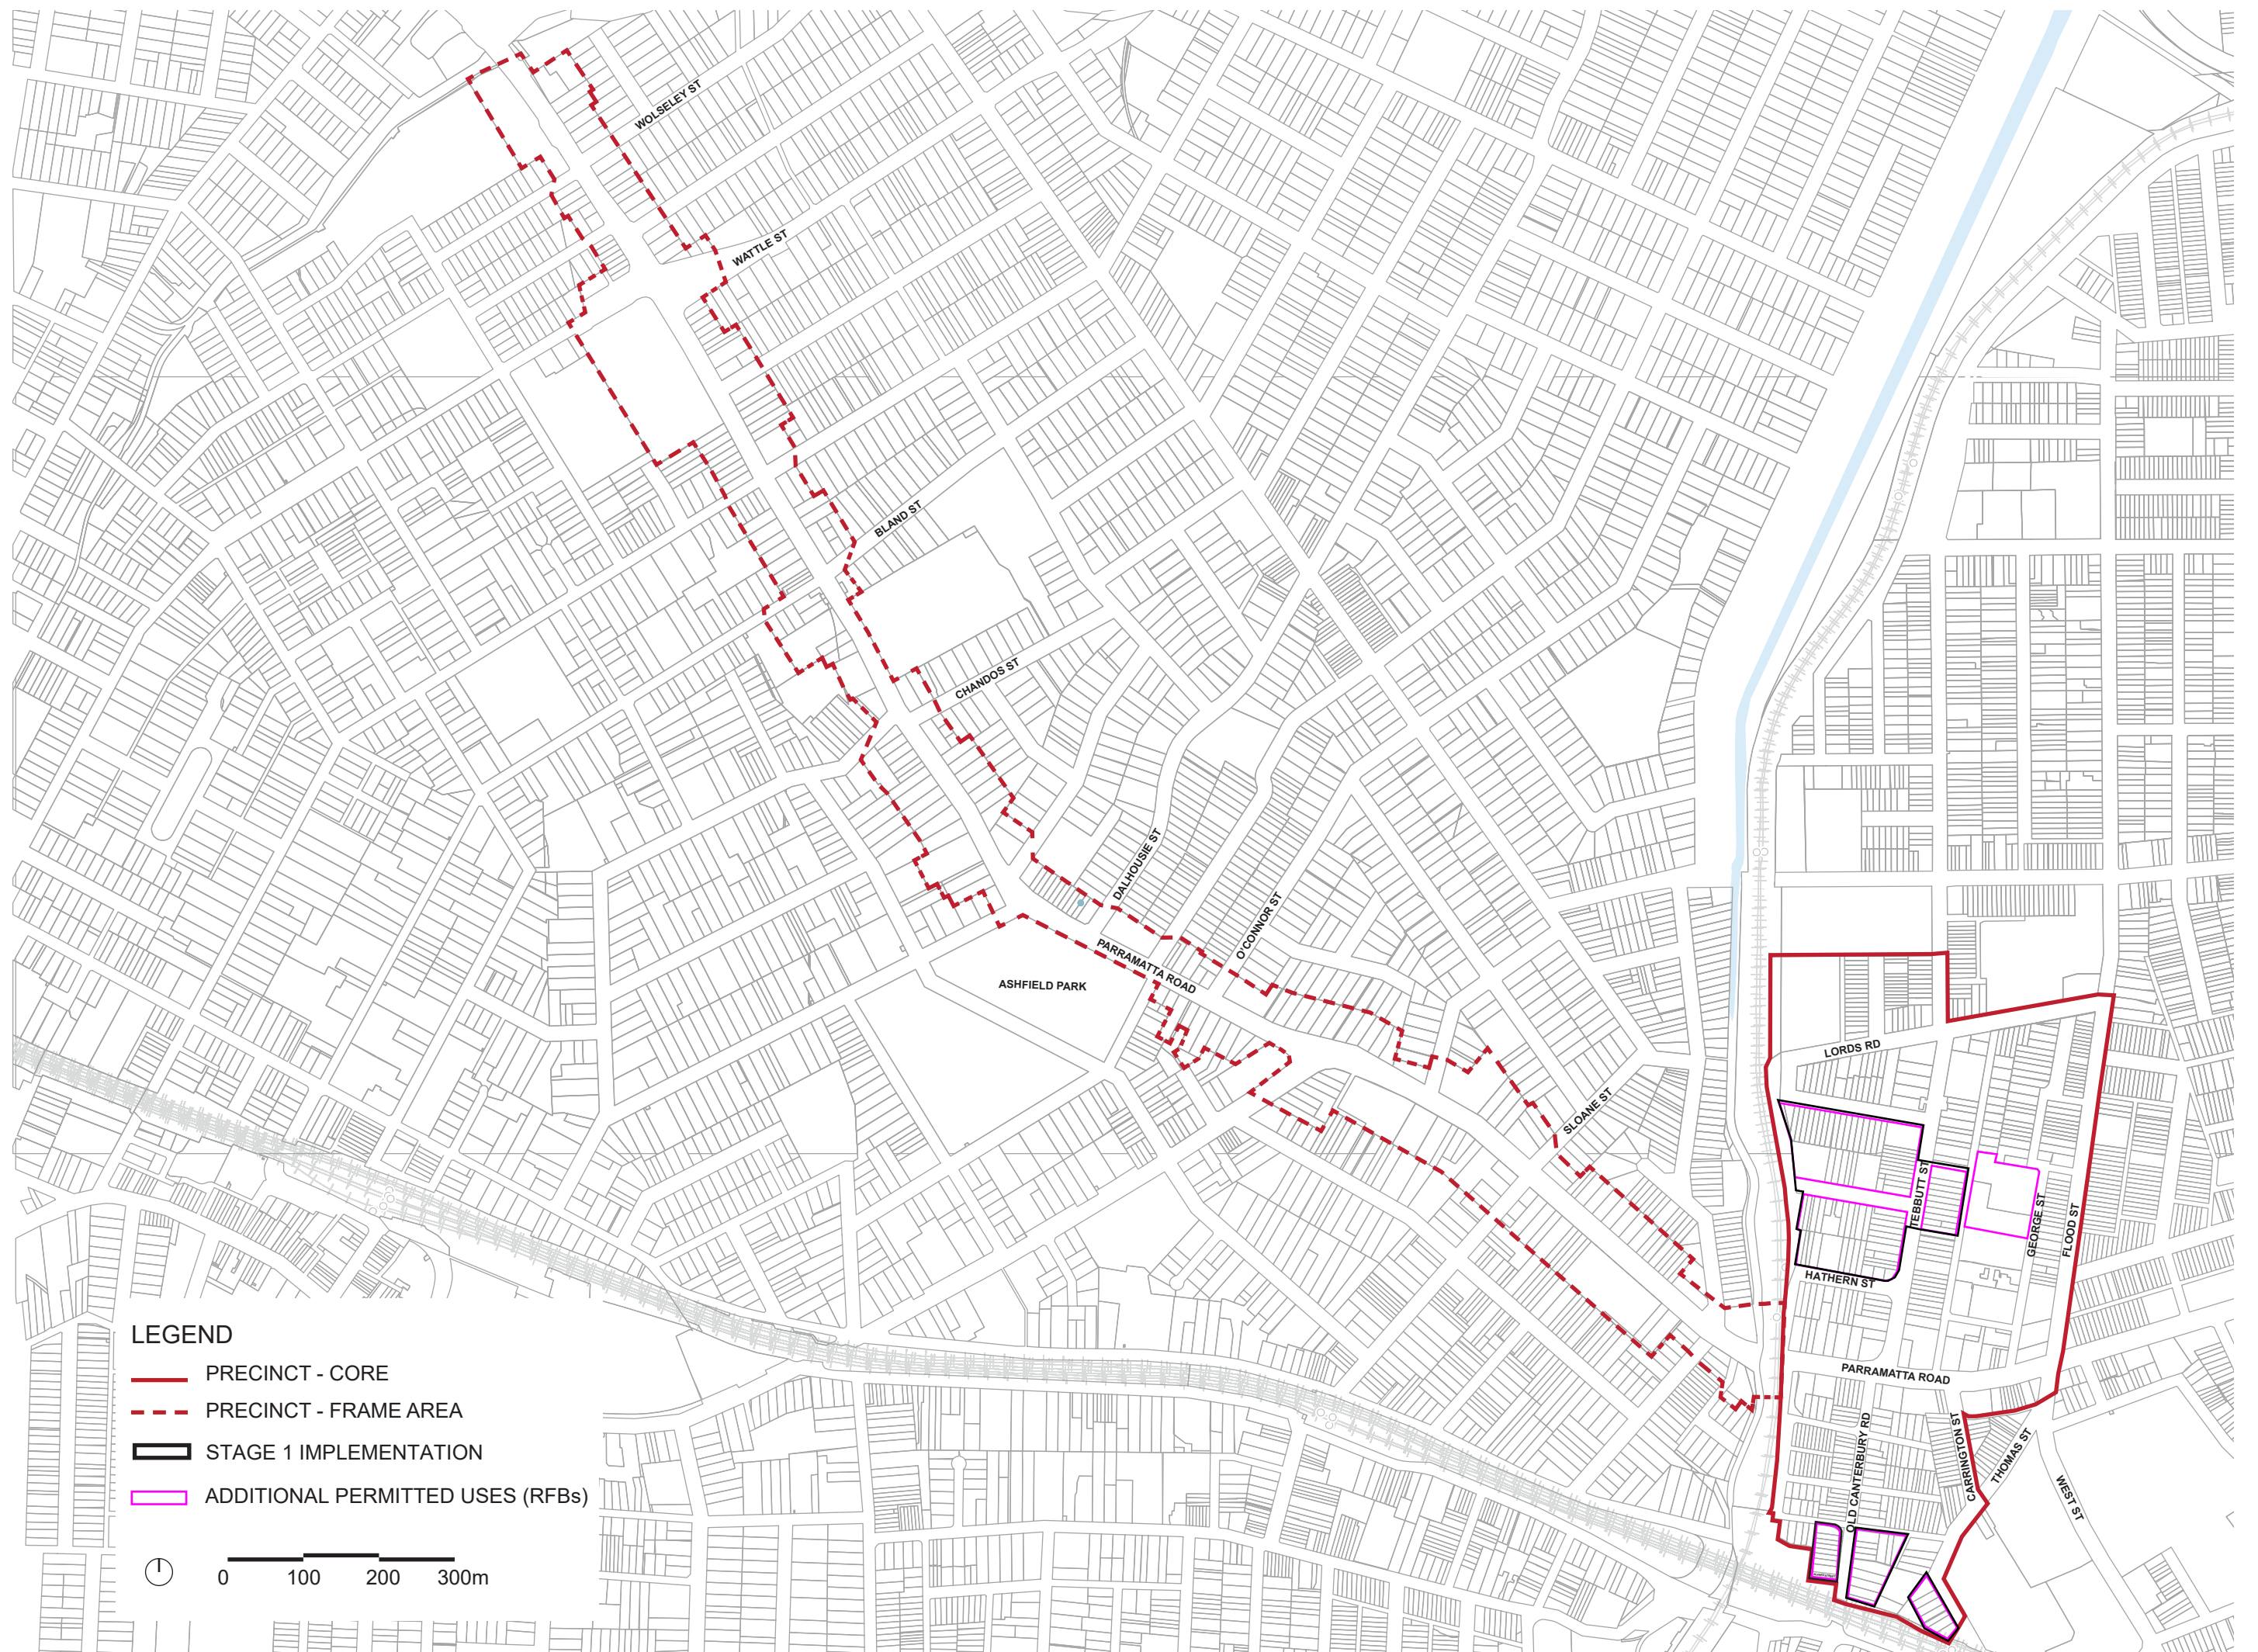 WOLSELEY ST
WATTLE ST
BLAND ST
CHANDOS ST
DALHOUSIE ST
O'CONNOR ST
PARRAMATTA ROAD
ASHFIELD PARK
SLOANE ST
LORDS RD
TEBBUTT ST
GEORGE ST
FLOOD ST
HATHERN ST
PARRAMATTA ROAD
OLD CANTERBURY RD
CARRINGTON ST
THOMAS ST
WEST ST
LEGEND
PRECINCT - CORE
PRECINCT - FRAME AREA
STAGE 1 IMPLEMENTATION
ADDITIONAL PERMITTED USES (RFBs)
0 100 200 300m